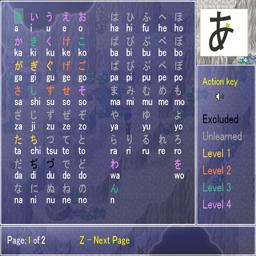 あ い う え お は ひ ふ へ ほ
a i u e o ha hi fu he ho
か き く け こ ば び ぶ べ ぼ
ka ki ku ke ko ba bi bu be bo
が ぎ ぐ げ ご ぱ ぴ ぷ ぺ ぽ
ga gi gu ge go pa pi pu pe po
さ し す せ そ ま み む め も
sa shi su se so ma mi mu me mo
ざ じ ず ぜ ぞ や ゆ よ
za ji zu ze zo ya yu yo
た ち つ て と ら り る れ ろ
ta chi tsu te to ra ri ru re ro
だ ぢ づ で ど わ を
da ji zu de do wa o
な に ぬ ね の ん
na ni nu ne no n
Page: 1 of 2 Z - Next Page
あ
Action key
Excluded
Unlearned
Level 1
Level 2
Level 3
Level 4